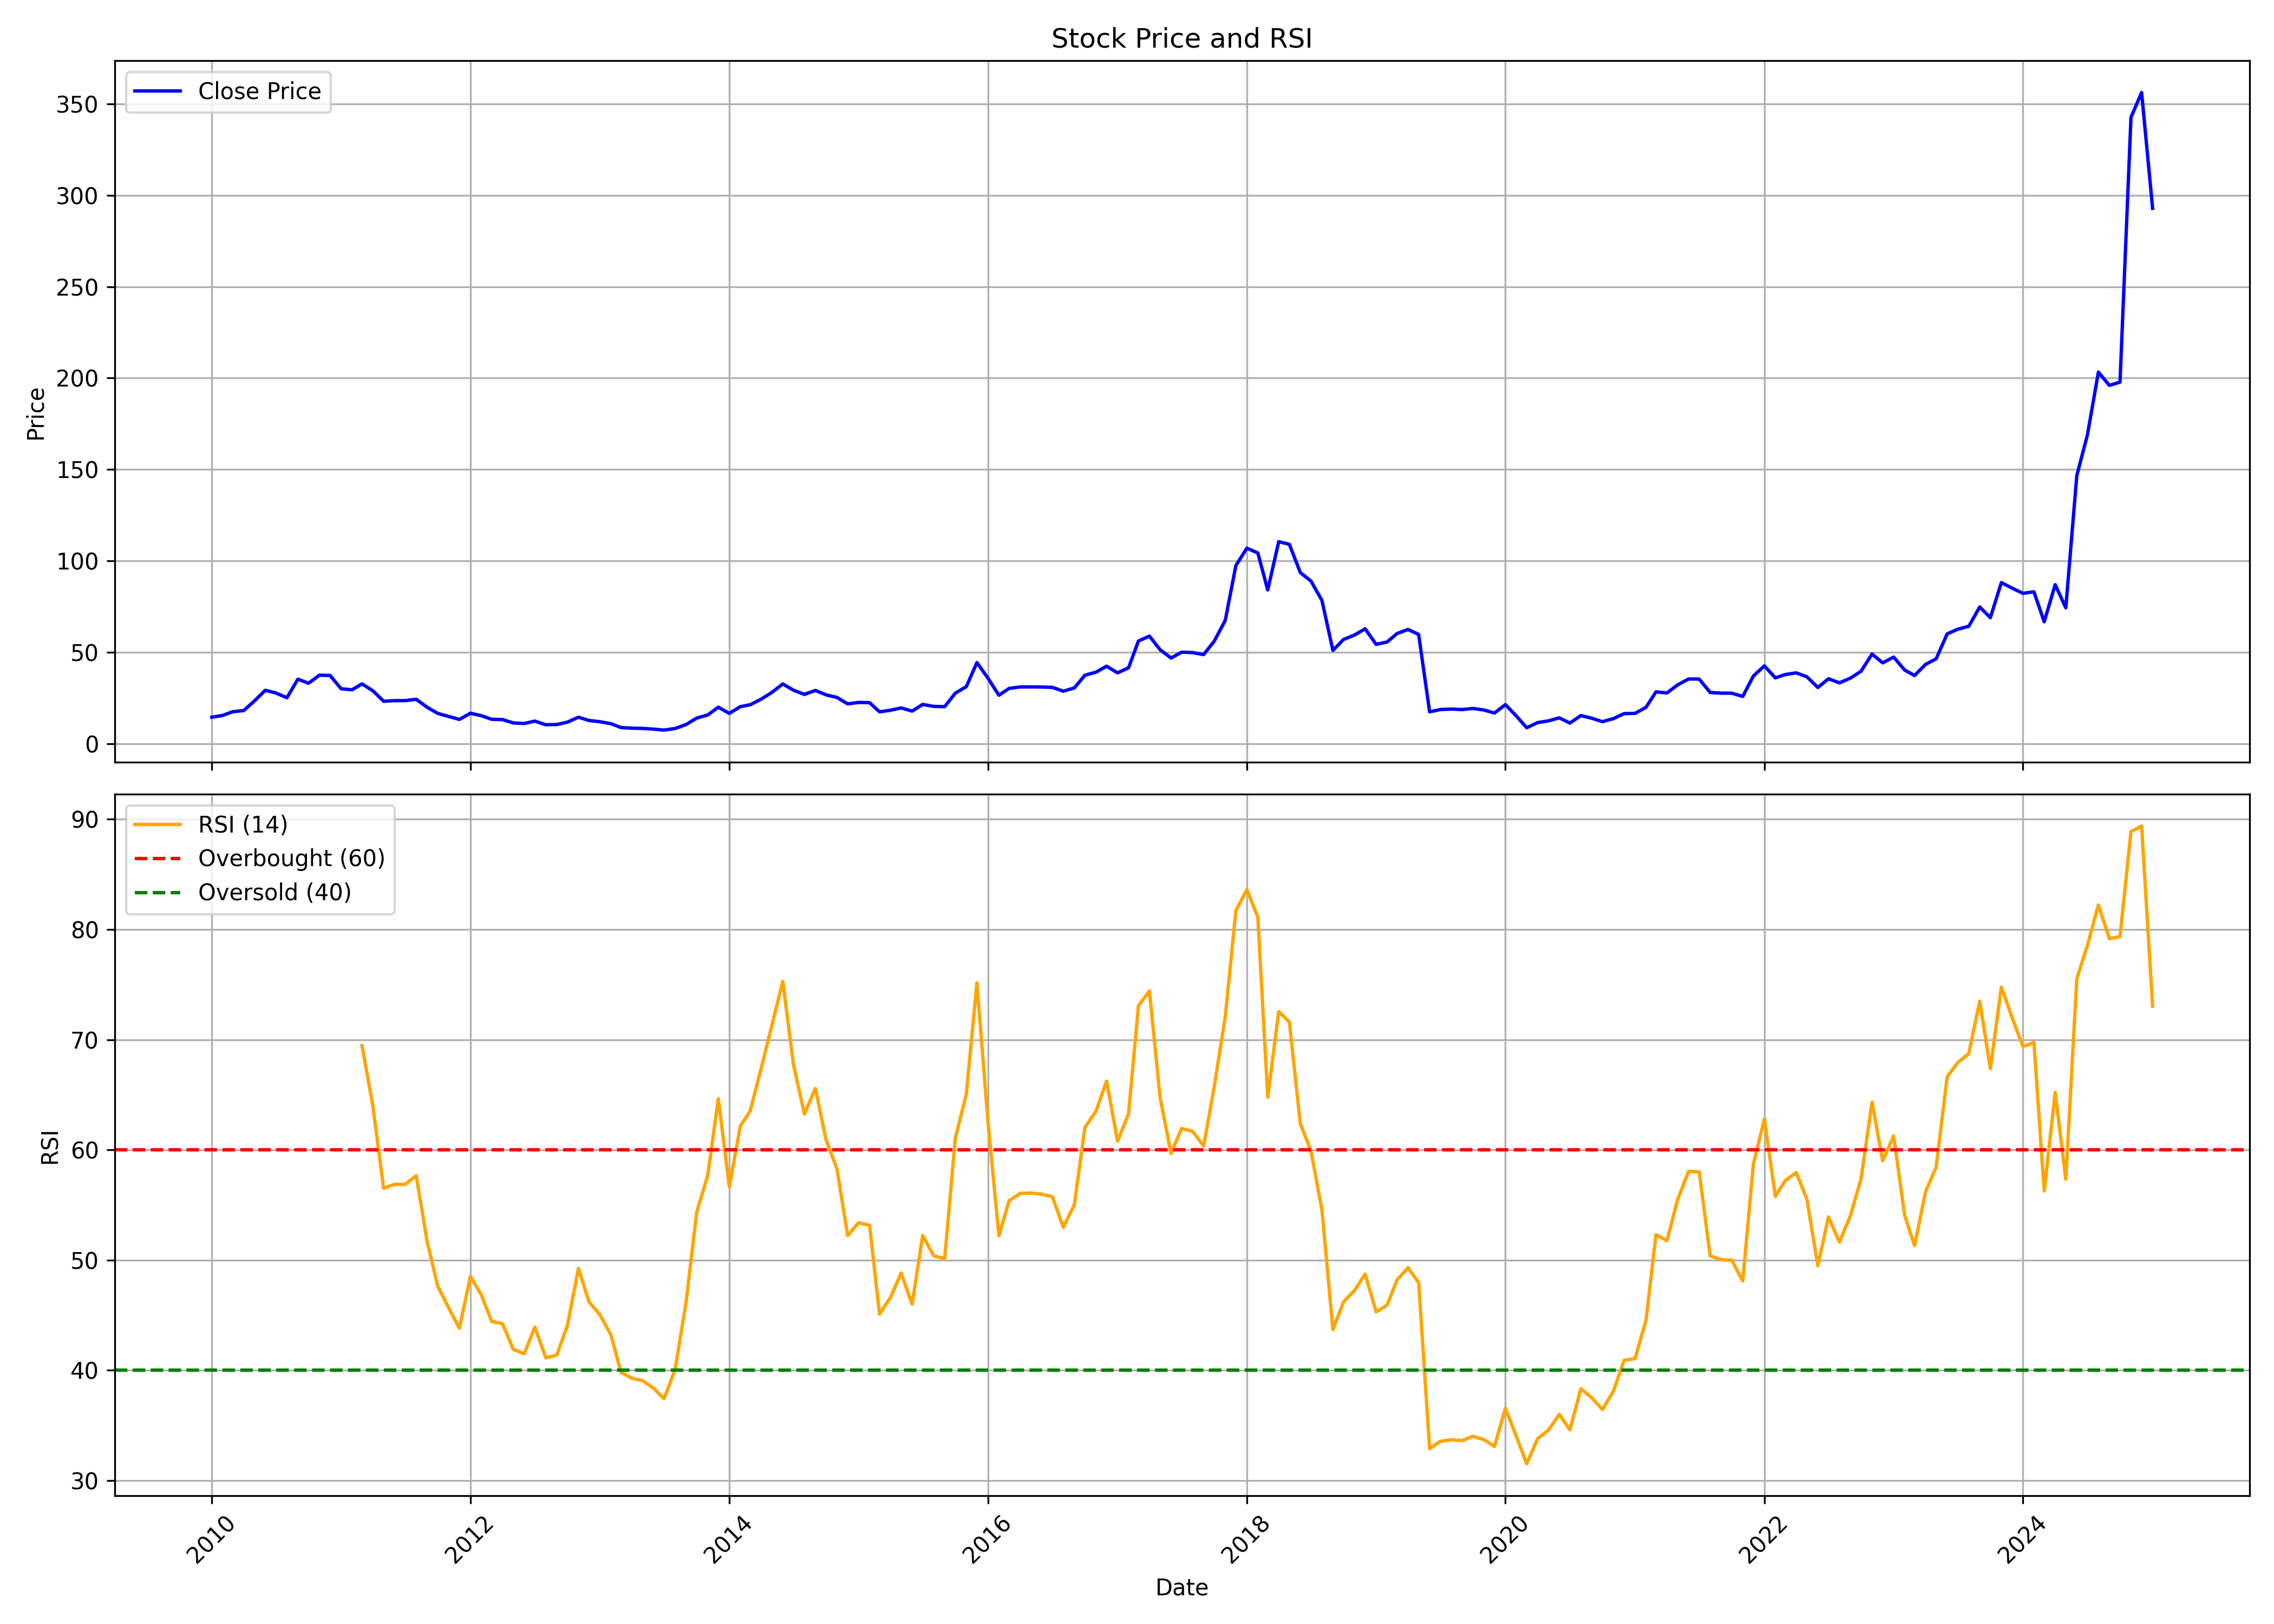 Stock Price and RSI
Close Price
350
300
250
200
150
100
50
0
Price
RSI (14)
Overbought (60)
Oversold (40)
90
80
70
60
50
40
30
RSI
2010
2012
2014
2016
2018
2020
2022
2024
Date